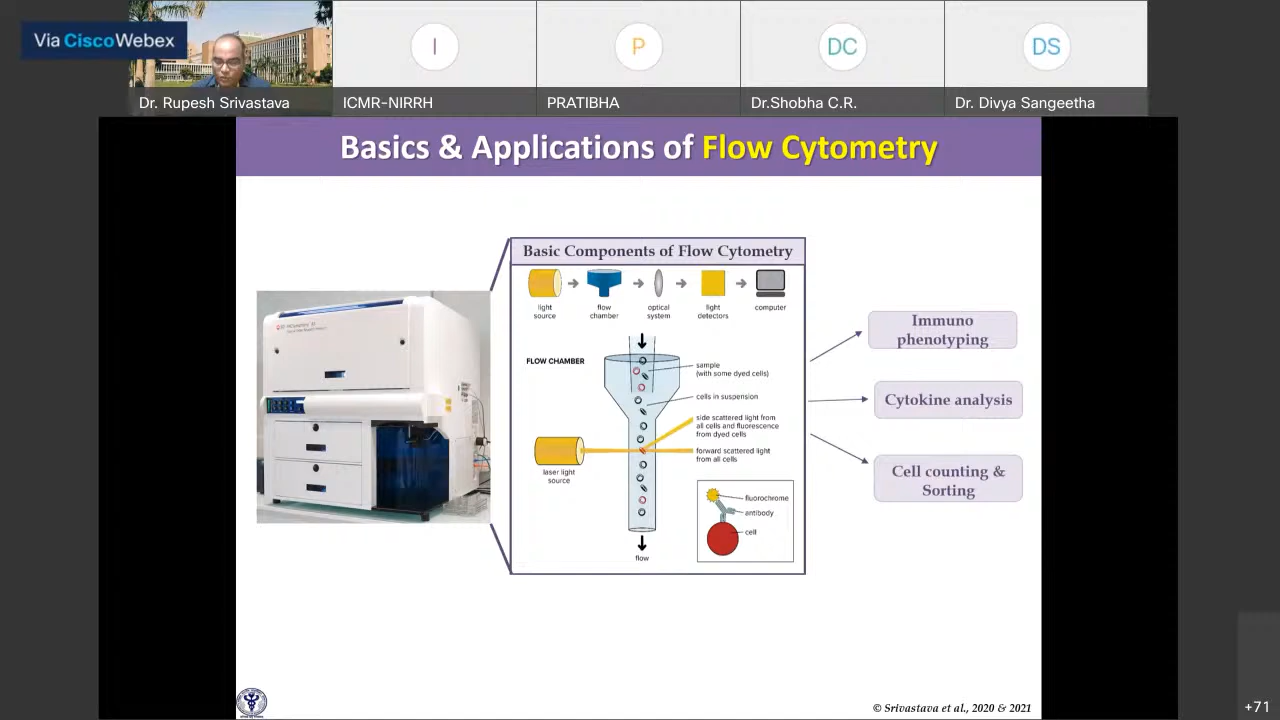 Via CiscoWebex
I
P
DC
DS
Dr. Rupesh Srivastava
ICMR-NIRRH
PRATIBHA
Dr.Shobha C.R.
Dr. Divya Sangeetha
Basics & Applications of Flow Cytometry
Basic Components of Flow Cytometry
light
source
flow
chamber
optical
system
light
detectors
computer
FLOW CHAMBER
sample
(with some dyed cells)
cells in suspension
side scattered light from
all cells and fluorescence
from dyed cells
forward scattered light
from all cells
laser light
source
fluorochrome
antibody
cell
flow
Immuno
phenotyping
Cytokine analysis
Cell counting &
Sorting
© Srivastava et al., 2020 & 2021
+71